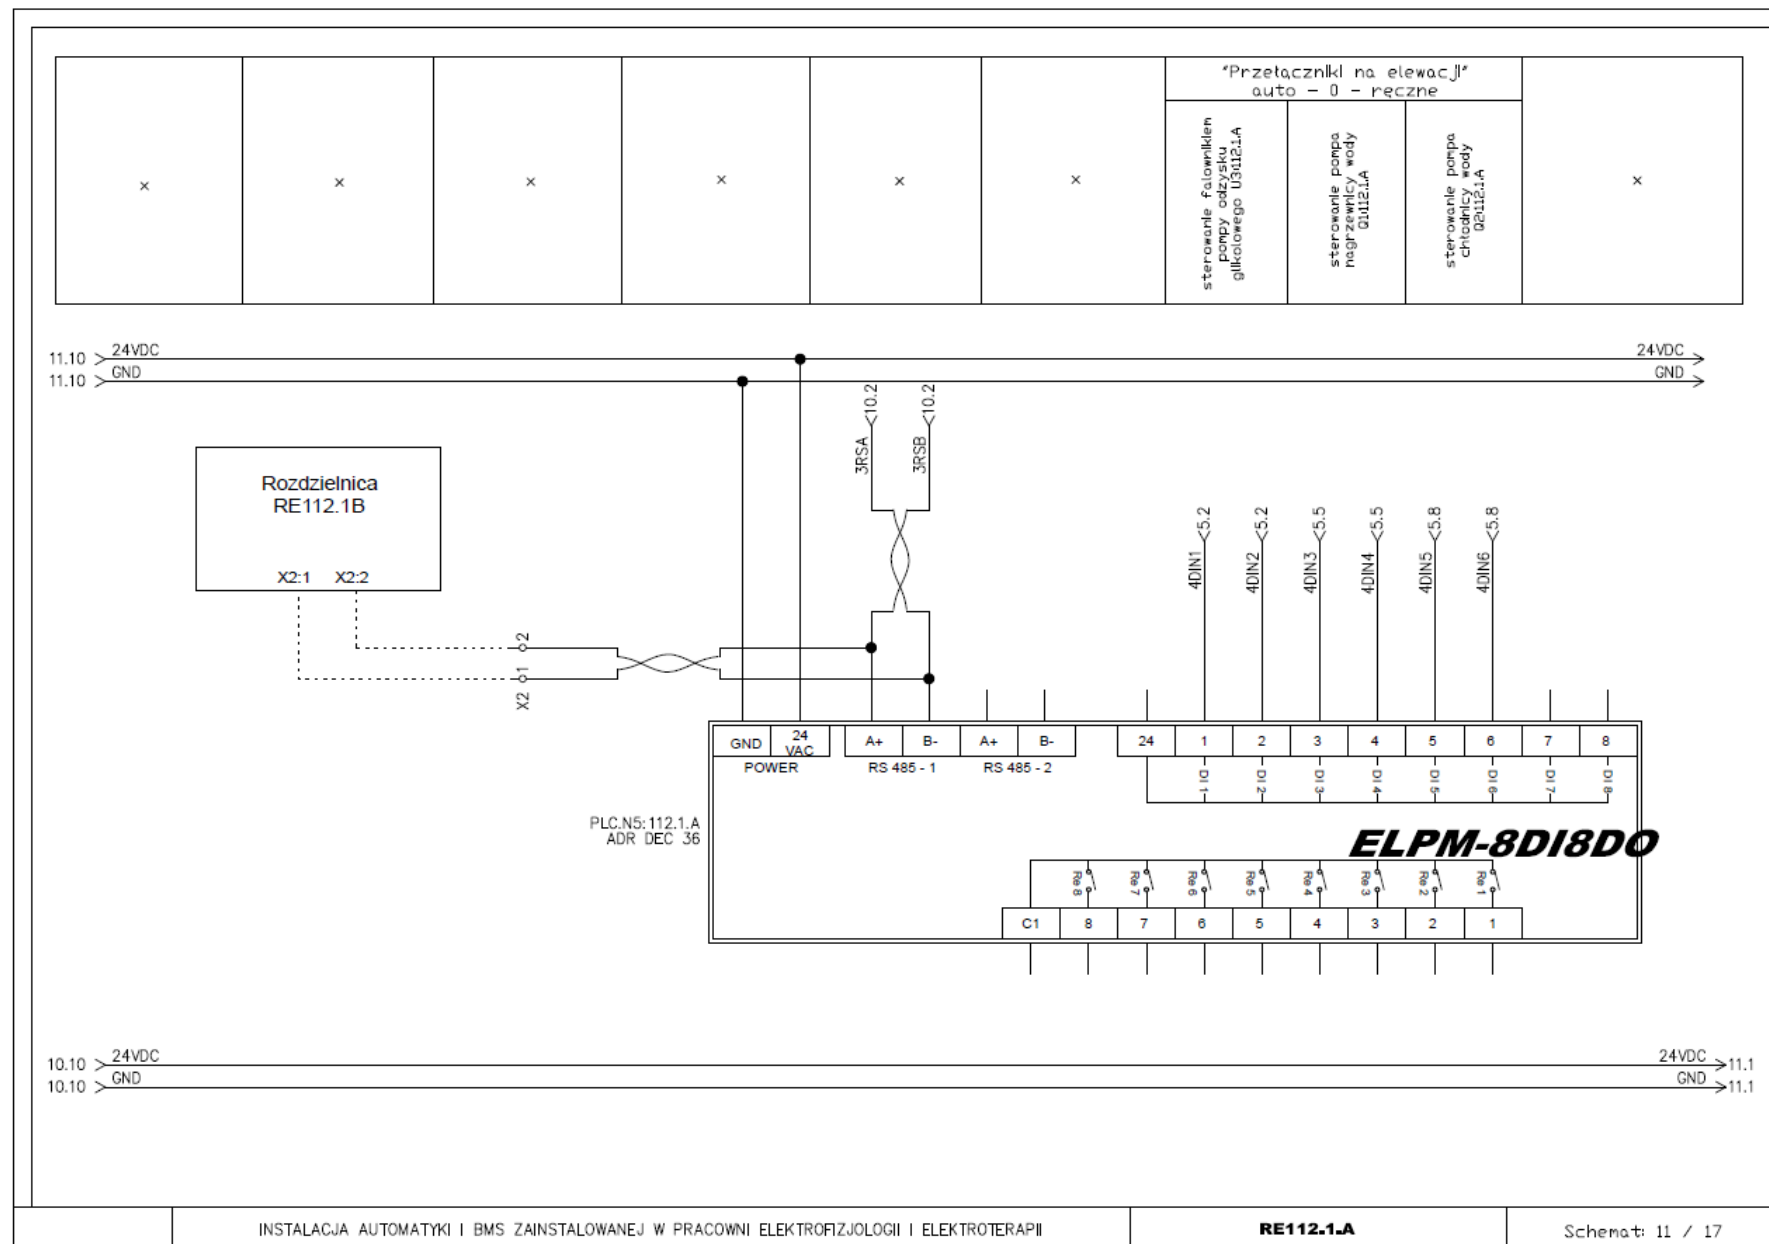 "Przełączniki na elewacji"
auto - 0 - ręczne
sterowanie falownikiem
pompy odzysku
glikolowego U3:112.1.A
sterowanie pompa
nagrzewnicy wody
Q1:112.1.A
sterowanie pompa
chłodnicy wody
Q2:112.1.A
× × × × × × ×
11.10 24VDC 24VDC
11.10 GND GND
10.2 10.2
3RSA 3RSB
Rozdzielnica
RE112.1B
X2:1 X2:2
5.2 5.2 5.5 5.5 5.8 5.8
4DIN1 4DIN2 4DIN3 4DIN4 4DIN5 4DIN6
2
1
X2
GND 24 VAC A+ B- A+ B- 24 1 2 3 4 5 6 7 8
POWER RS 485 - 1 RS 485 - 2
DI 1 DI 2 DI 3 DI 4 DI 5 DI 6 DI 7 DI 8
PLC.N5:112.1.A
ADR DEC 36
ELPM-8DI8DO
Re 8 Re 7 Re 6 Re 5 Re 4 Re 3 Re 2 Re 1
C1 8 7 6 5 4 3 2 1
10.10 24VDC 24VDC 11.1
10.10 GND GND 11.1
INSTALACJA AUTOMATYKI I BMS ZAINSTALOWANEJ W PRACOWNI ELEKTROFIZJOLOGII I ELEKTROTERAPII RE112.1.A Schemat: 11 / 17